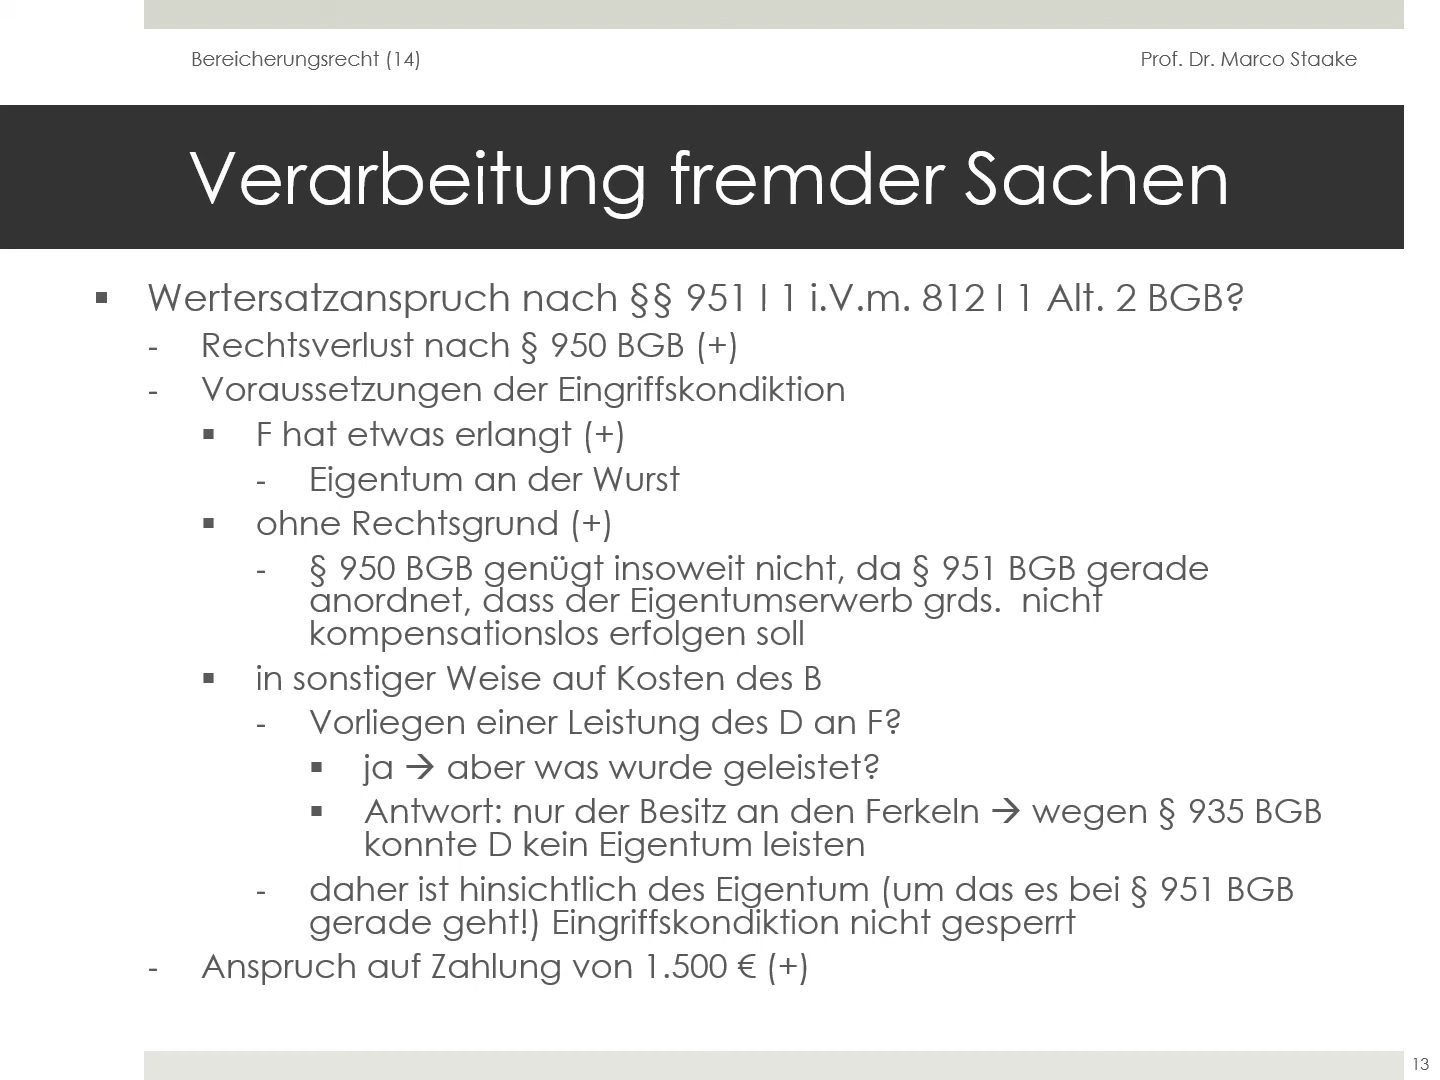 Bereicherungsrecht (14)
Prof. Dr. Marco Staake
Verarbeitung fremder Sachen
▪ Wertersatzanspruch nach §§ 951 I 1 i.V.m. 812 I 1 Alt. 2 BGB?
- Rechtsverlust nach § 950 BGB (+)
- Voraussetzungen der Eingriffskondiktion
▪ F hat etwas erlangt (+)
- Eigentum an der Wurst
▪ ohne Rechtsgrund (+)
- § 950 BGB genügt insoweit nicht, da § 951 BGB gerade
anordnet, dass der Eigentumserwerb grds.  nicht
kompensationslos erfolgen soll
▪ in sonstiger Weise auf Kosten des B
- Vorliegen einer Leistung des D an F?
▪ ja → aber was wurde geleistet?
▪ Antwort: nur der Besitz an den Ferkeln → wegen § 935 BGB
konnte D kein Eigentum leisten
- daher ist hinsichtlich des Eigentum (um das es bei § 951 BGB
gerade geht!) Eingriffskondiktion nicht gesperrt
- Anspruch auf Zahlung von 1.500 € (+)
13